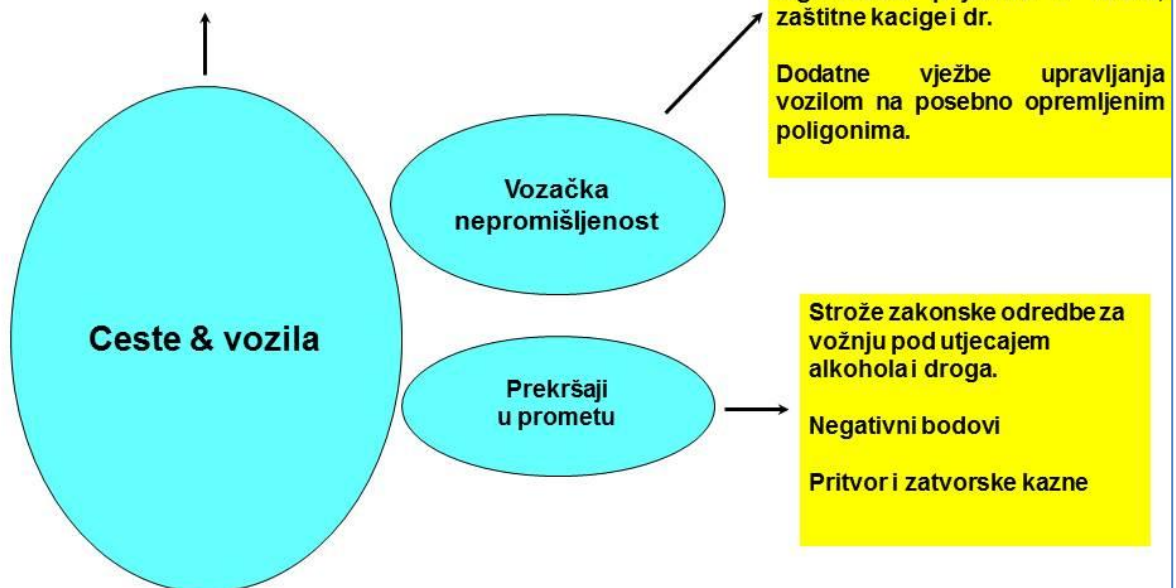 zaštitne kacige i dr.
Dodatne vježbe upravljanja
vozilom na posebno opremljenim
poligonima.
Vozačka
nepromišljenost
Ceste & vozila
Strože zakonske odredbe za
vožnju pod utjecajem
alkohola i droga.
Prekršaji
u prometu
Negativni bodovi
Pritvor i zatvorske kazne